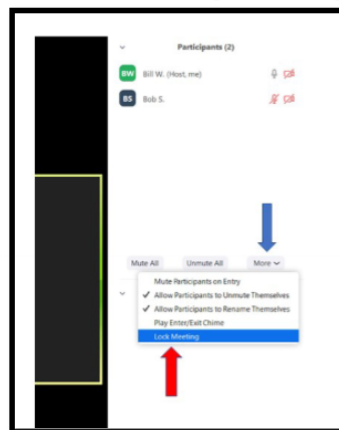 Participants (2)
BW Bill W. (Host, me)
BS Bob S.
Mute All Unmute All More
Mute Participants on Entry
✓ Allow Participants to Unmute Themselves
✓ Allow Participants to Rename Themselves
Play Enter/Exit Chime
Lock Meeting